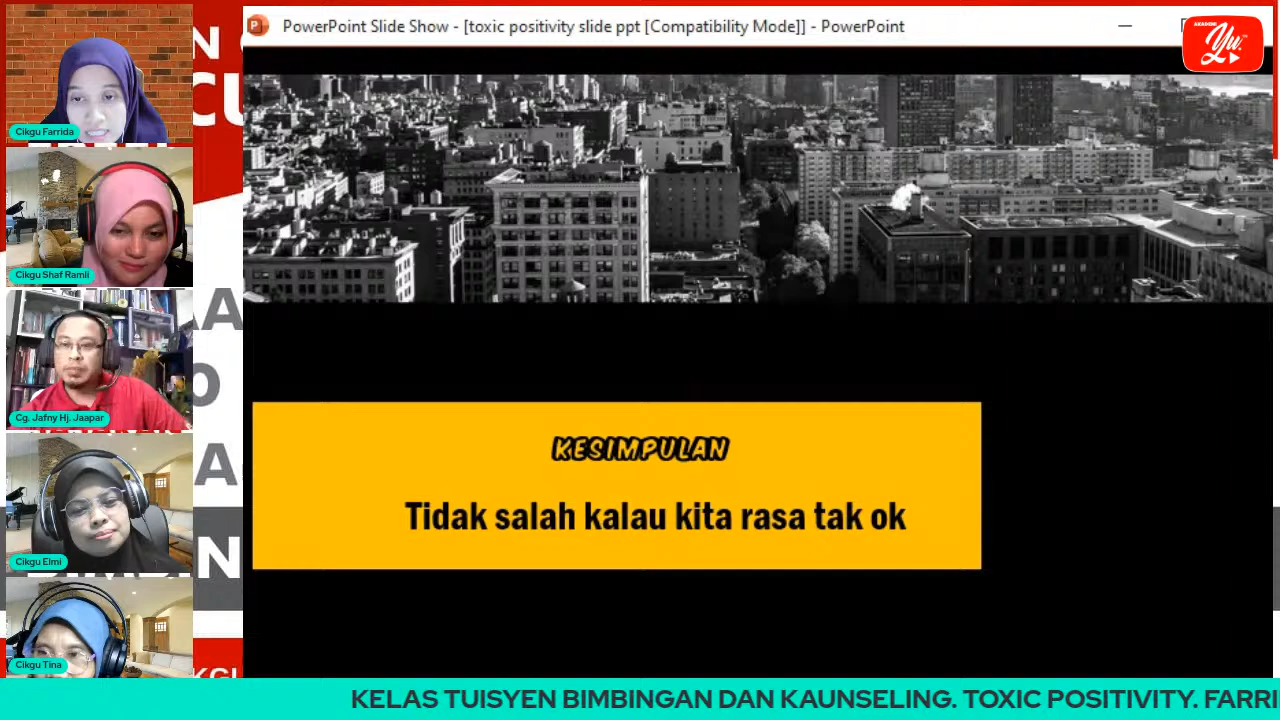 PowerPoint Slide Show - [toxic positivity slide ppt [Compatibility Mode]] - PowerPoint
AKADEMI
Yu
Cikgu Farrida
Cikgu Shaf Ramli
Cg. Jafny Hj. Jaapar
Cikgu Elmi
Cikgu Tina
KESIMPULAN
Tidak salah kalau kita rasa tak ok
KELAS TUISYEN BIMBINGAN DAN KAUNSELING. TOXIC POSITIVITY. FARRI